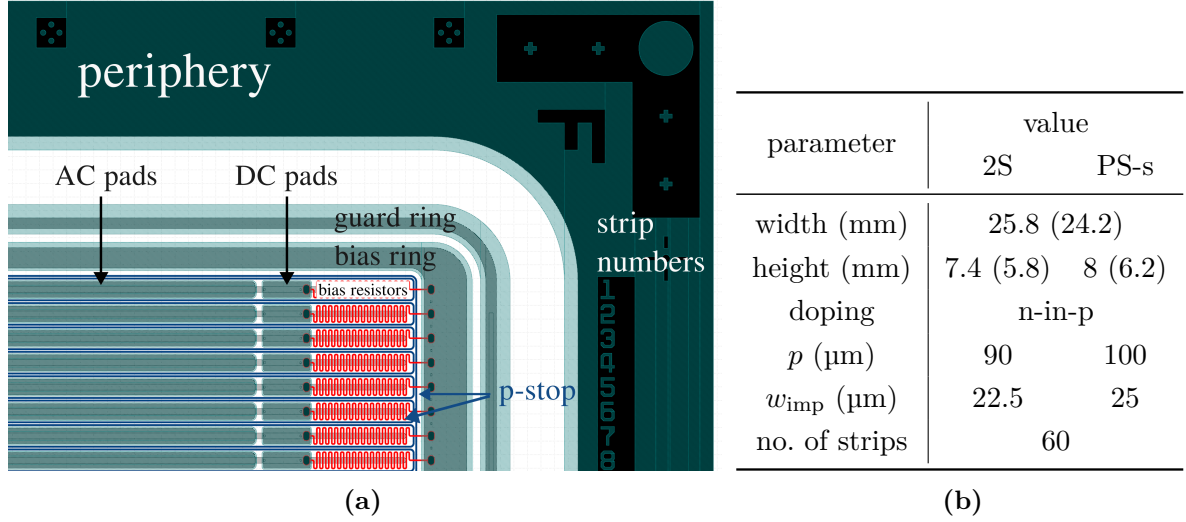 periphery
AC pads
DC pads
guard ring
bias ring
bias resistors
strip
numbers
1
2
3
4
5
6
7
8
p-stop
(a)
parameter value
2S PS-s
width (mm) 25.8 (24.2)
height (mm) 7.4 (5.8) 8 (6.2)
doping n-in-p
p (µm) 90 100
w_imp (µm) 22.5 25
no. of strips 60
(b)